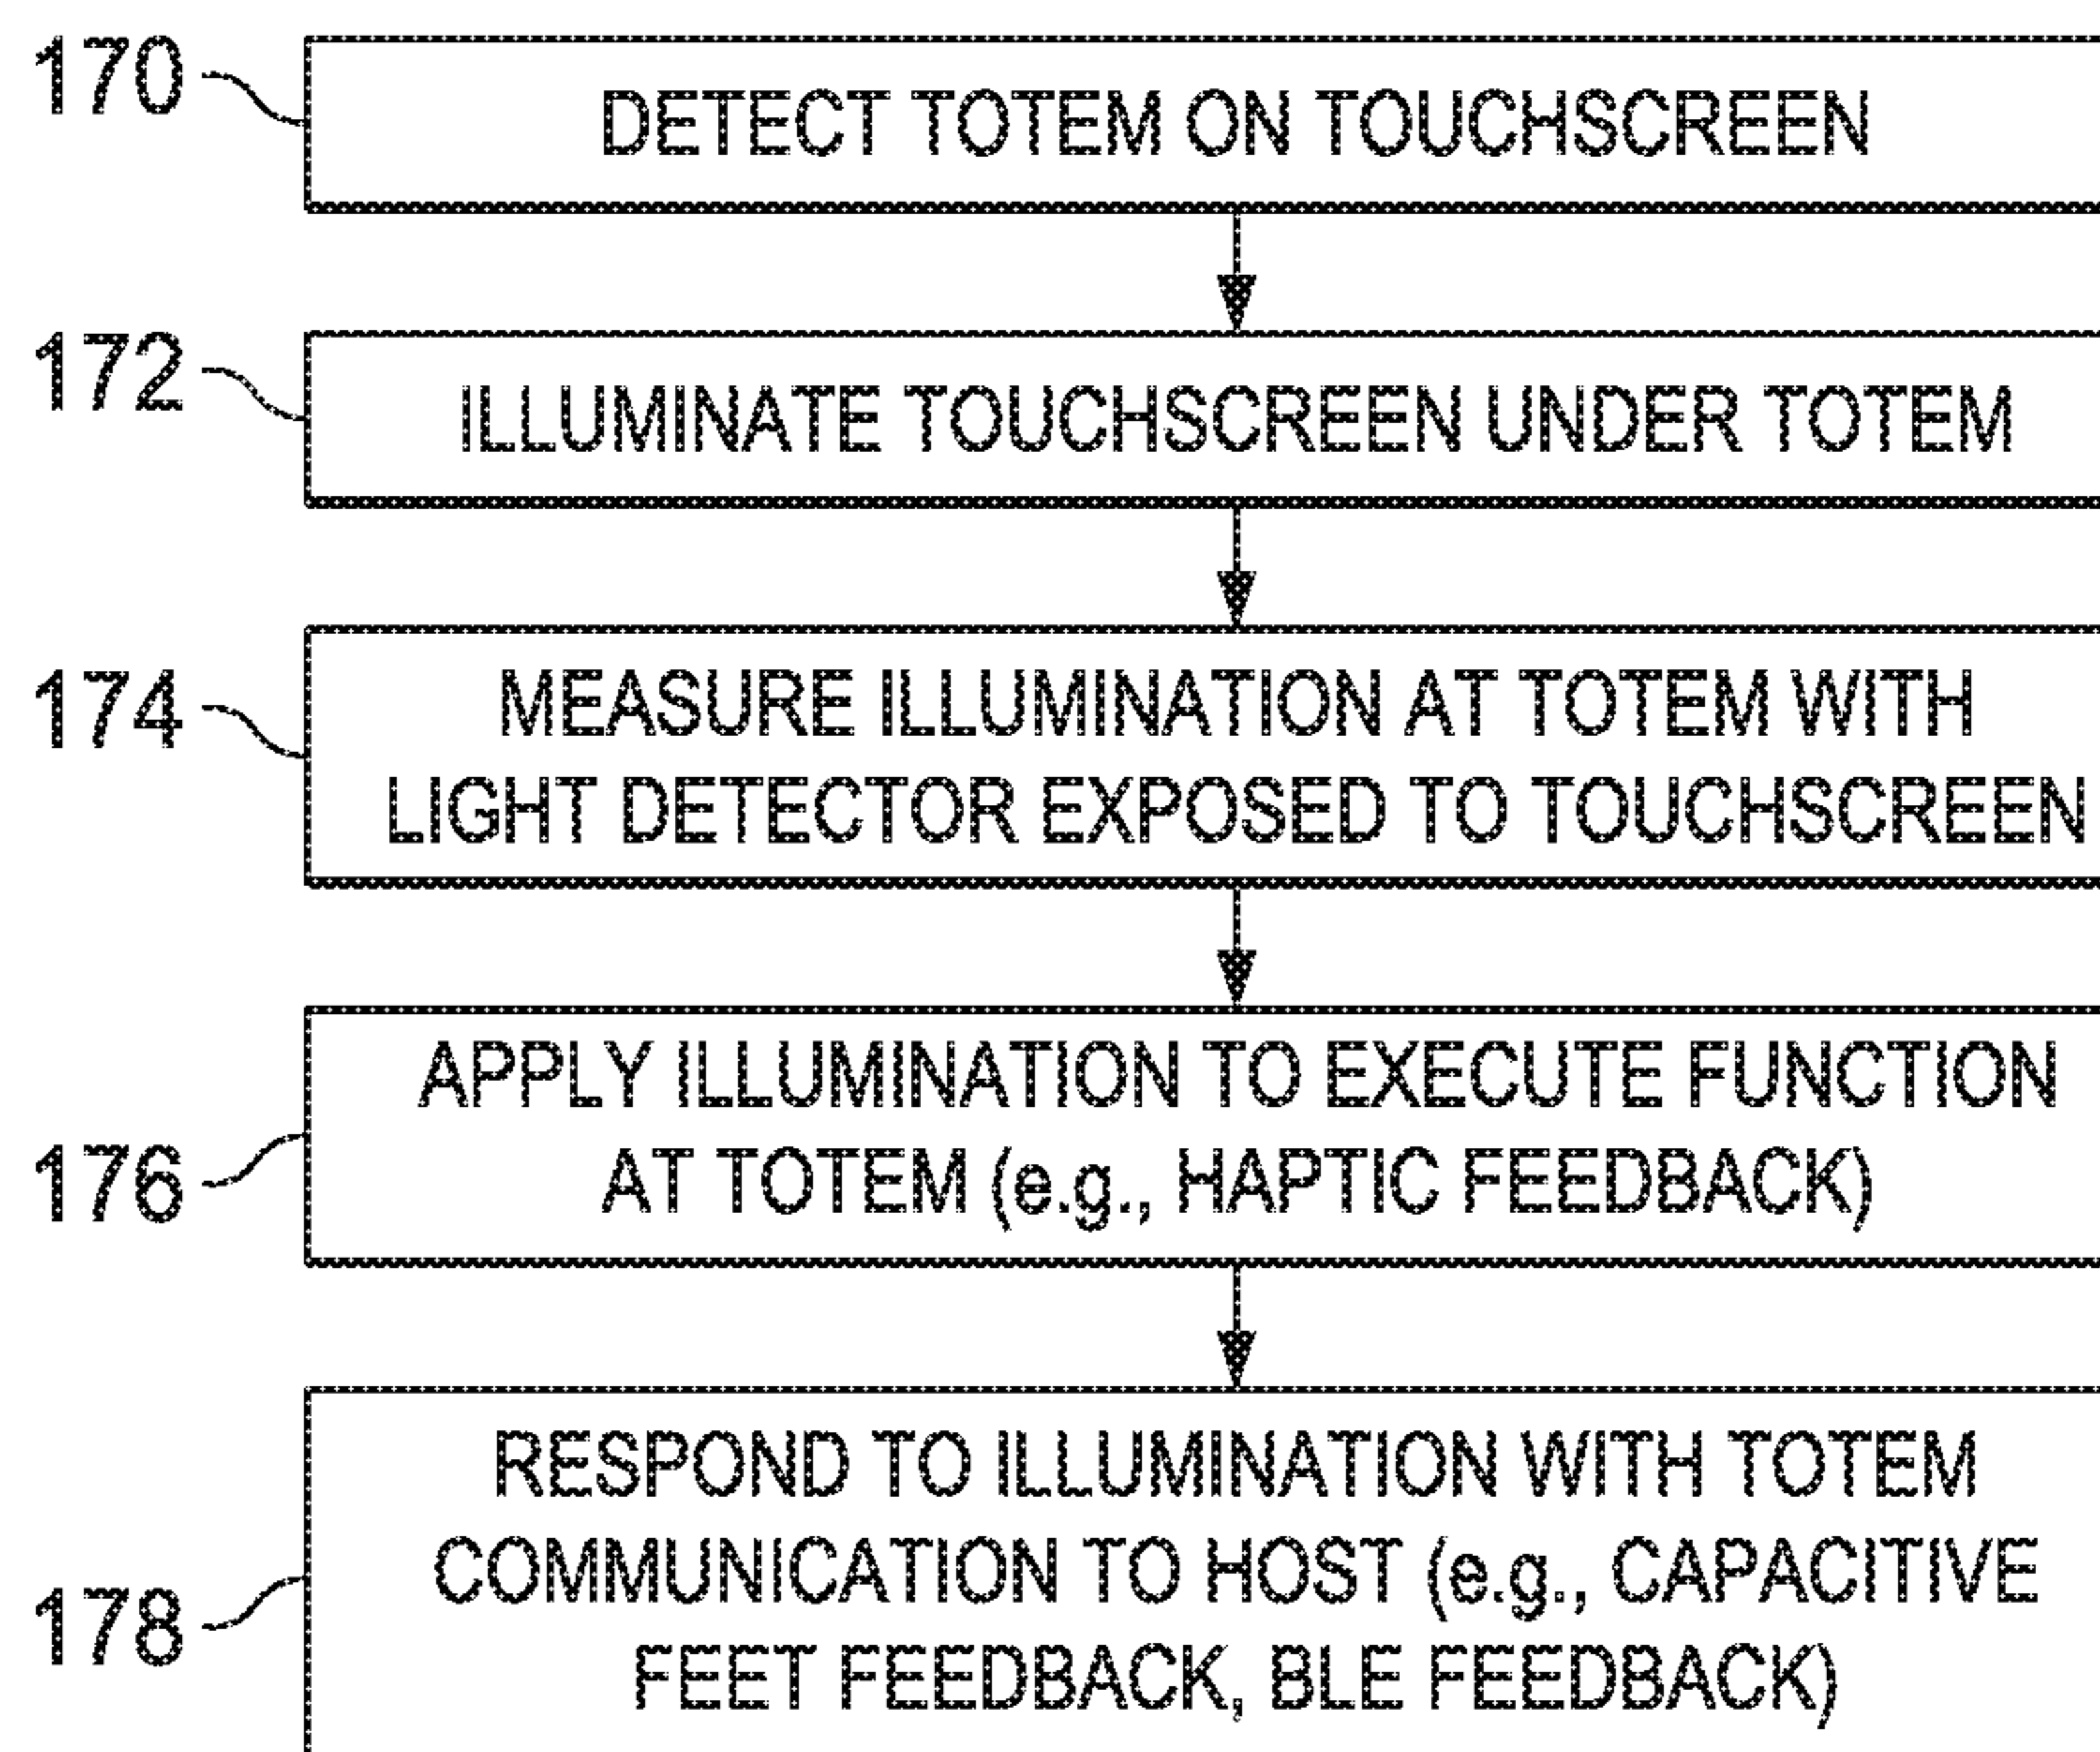 170
DETECT TOTEM ON TOUCHSCREEN
172
ILLUMINATE TOUCHSCREEN UNDER TOTEM
174
MEASURE ILLUMINATION AT TOTEM WITH
LIGHT DETECTOR EXPOSED TO TOUCHSCREEN
176
APPLY ILLUMINATION TO EXECUTE FUNCTION
AT TOTEM (e.g., HAPTIC FEEDBACK)
178
RESPOND TO ILLUMINATION WITH TOTEM
COMMUNICATION TO HOST (e.g., CAPACITIVE
FEET FEEDBACK, BLE FEEDBACK)